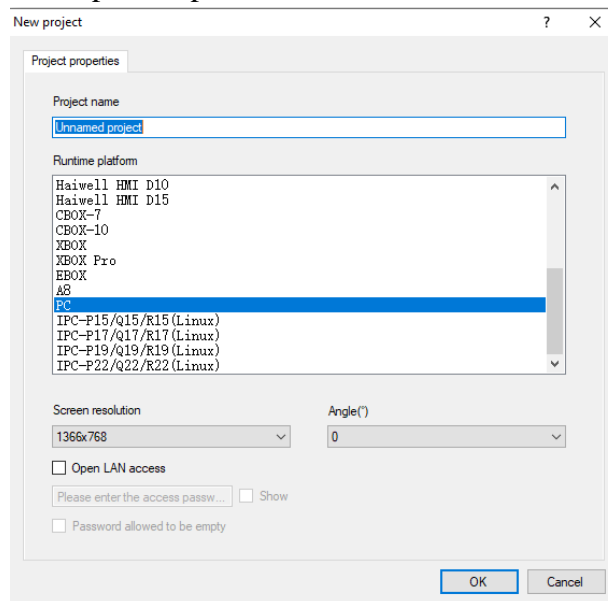 New project ? ×
Project properties
Project name
Unnamed project
Runtime platform
Haiwell HMI D10
Haiwell HMI D15
CBOX-7
CBOX-10
XBOX
XBOX Pro
EBOX
A8
PC
IPC-P15/Q15/R15(Linux)
IPC-P17/Q17/R17(Linux)
IPC-P19/Q19/R19(Linux)
IPC-P22/Q22/R22(Linux)
Screen resolution Angle(°)
1366x768 0
Open LAN access
Please enter the access passw... Show
Password allowed to be empty
OK Cancel